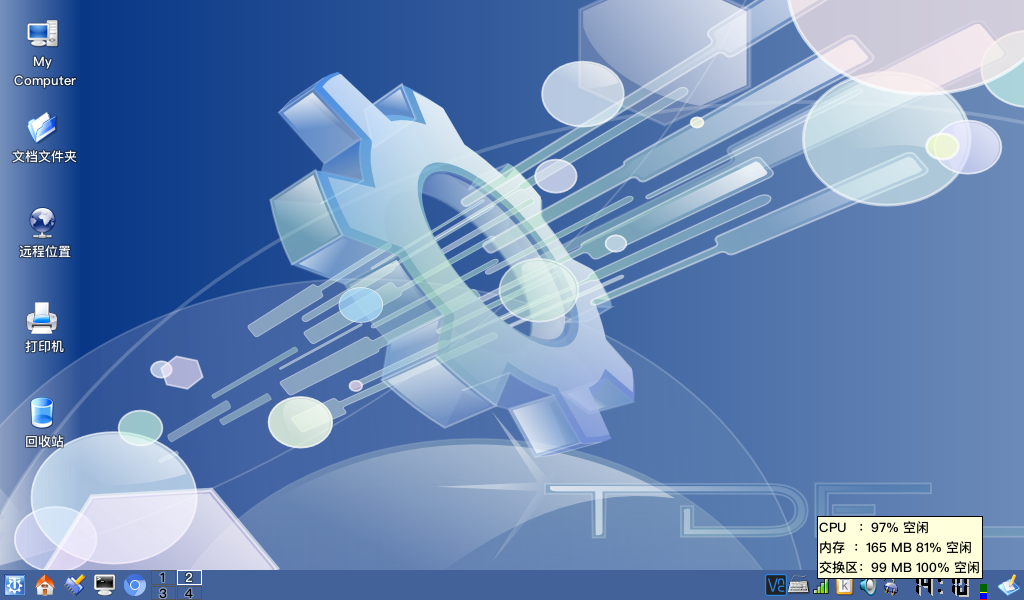 My
Computer
文档文件夹
远程位置
打印机
回收站
TDE
CPU : 97% 空闲
内存 : 165 MB 81% 空闲
交换区: 99 MB 100% 空闲
1 2
3 4
k